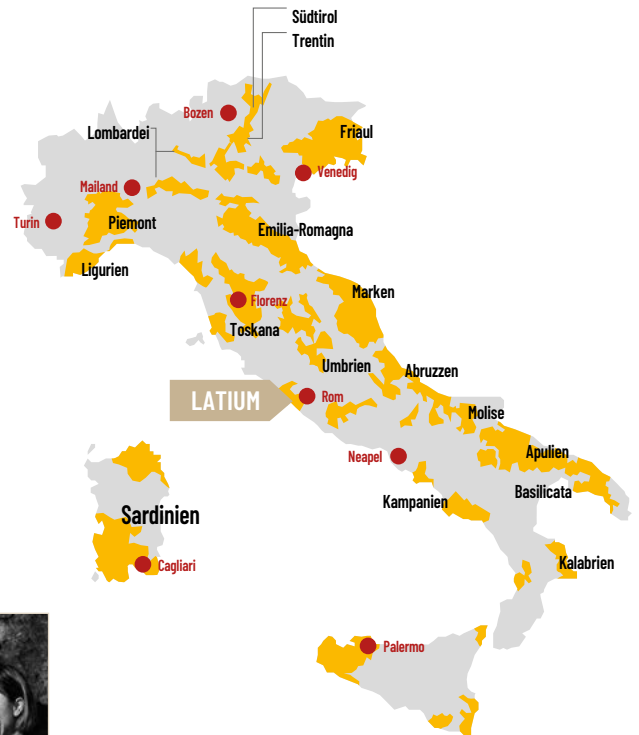 Südtirol
Trentin
Bozen
Lombardei
Friaul
Venedig
Mailand
Turin
Piemont
Emilia-Romagna
Ligurien
Marken
Florenz
Toskana
Umbrien
Abruzzen
LATIUM
Rom
Molise
Neapel
Apulien
Basilicata
Kampanien
Sardinien
Kalabrien
Cagliari
Palermo